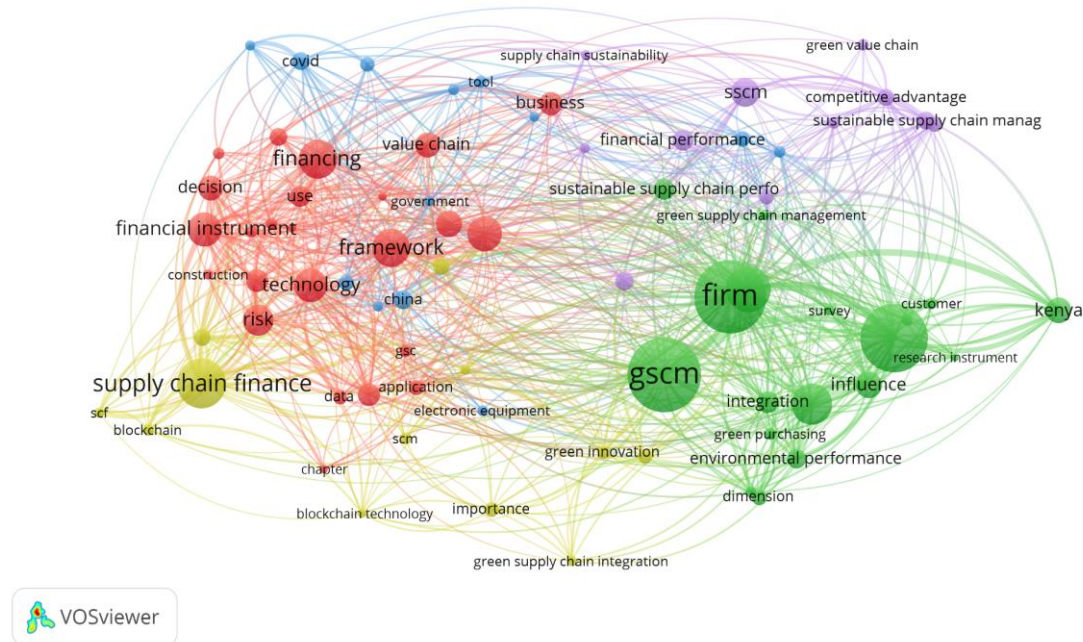 green value chain
supply chain sustainability
covid
tool
sscm
competitive advantage
business
sustainable supply chain manag
value chain
financial performance
financing
decision
use
government
sustainable supply chain perfo
green supply chain management
financial instrument
framework
construction
technology
china
firm
customer
survey
kenya
risk
gsc
research instrument
supply chain finance
gscm
influence
application
data
integration
scf
electronic equipment
blockchain
scm
green purchasing
green innovation
environmental performance
chapter
dimension
blockchain technology
importance
green supply chain integration
VOSviewer